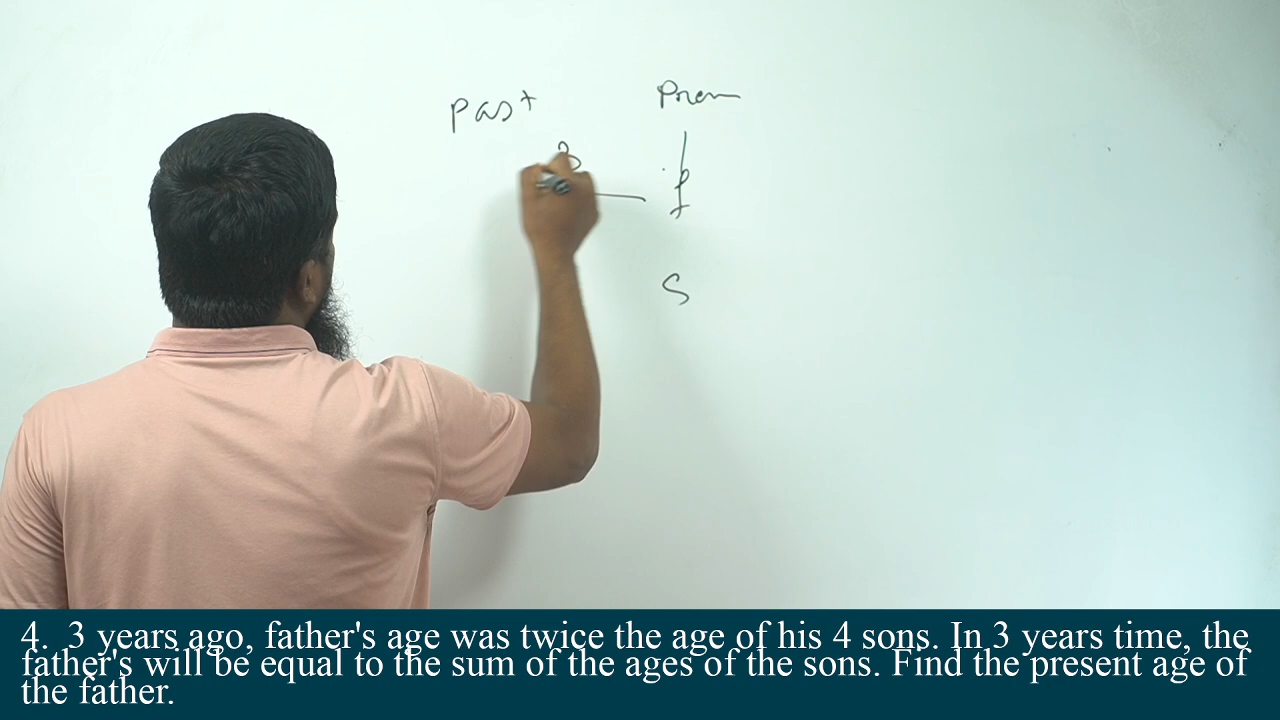 Past
3
f
S
4.  3 years ago, father's age was twice the age of his 4 sons. In 3 years time, the
father's will be equal to the sum of the ages of the sons. Find the present age of
the father.